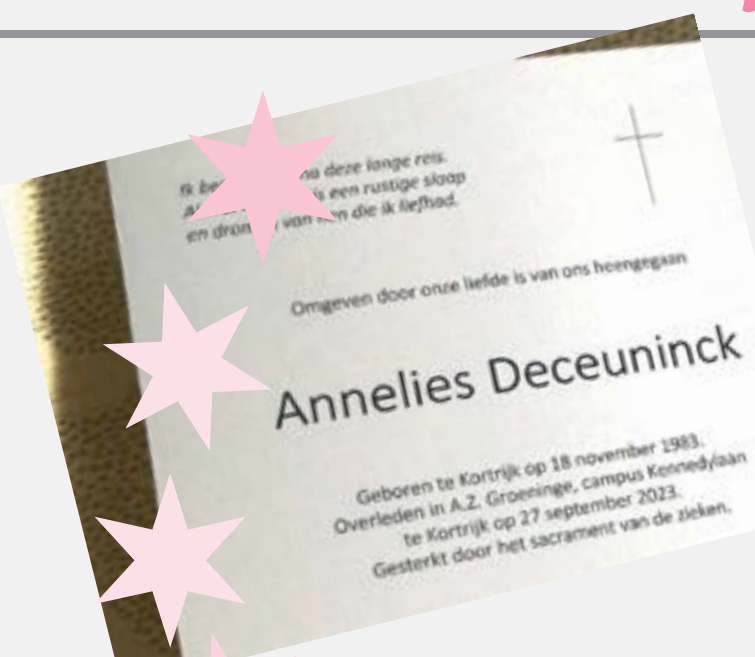 Ik deze lange reis.
een rustige slaap
en van die ik liefhad.
Omgeven door onze liefde is van ons heengegaan
Annelies Deceuninck
Geboren te Kortrijk op 18 november 1983.
Overleden in A.Z. Groeninge, campus Kennedylaan
te Kortrijk op 27 september 2023.
Gesterkt door het sacrament van de zieken.